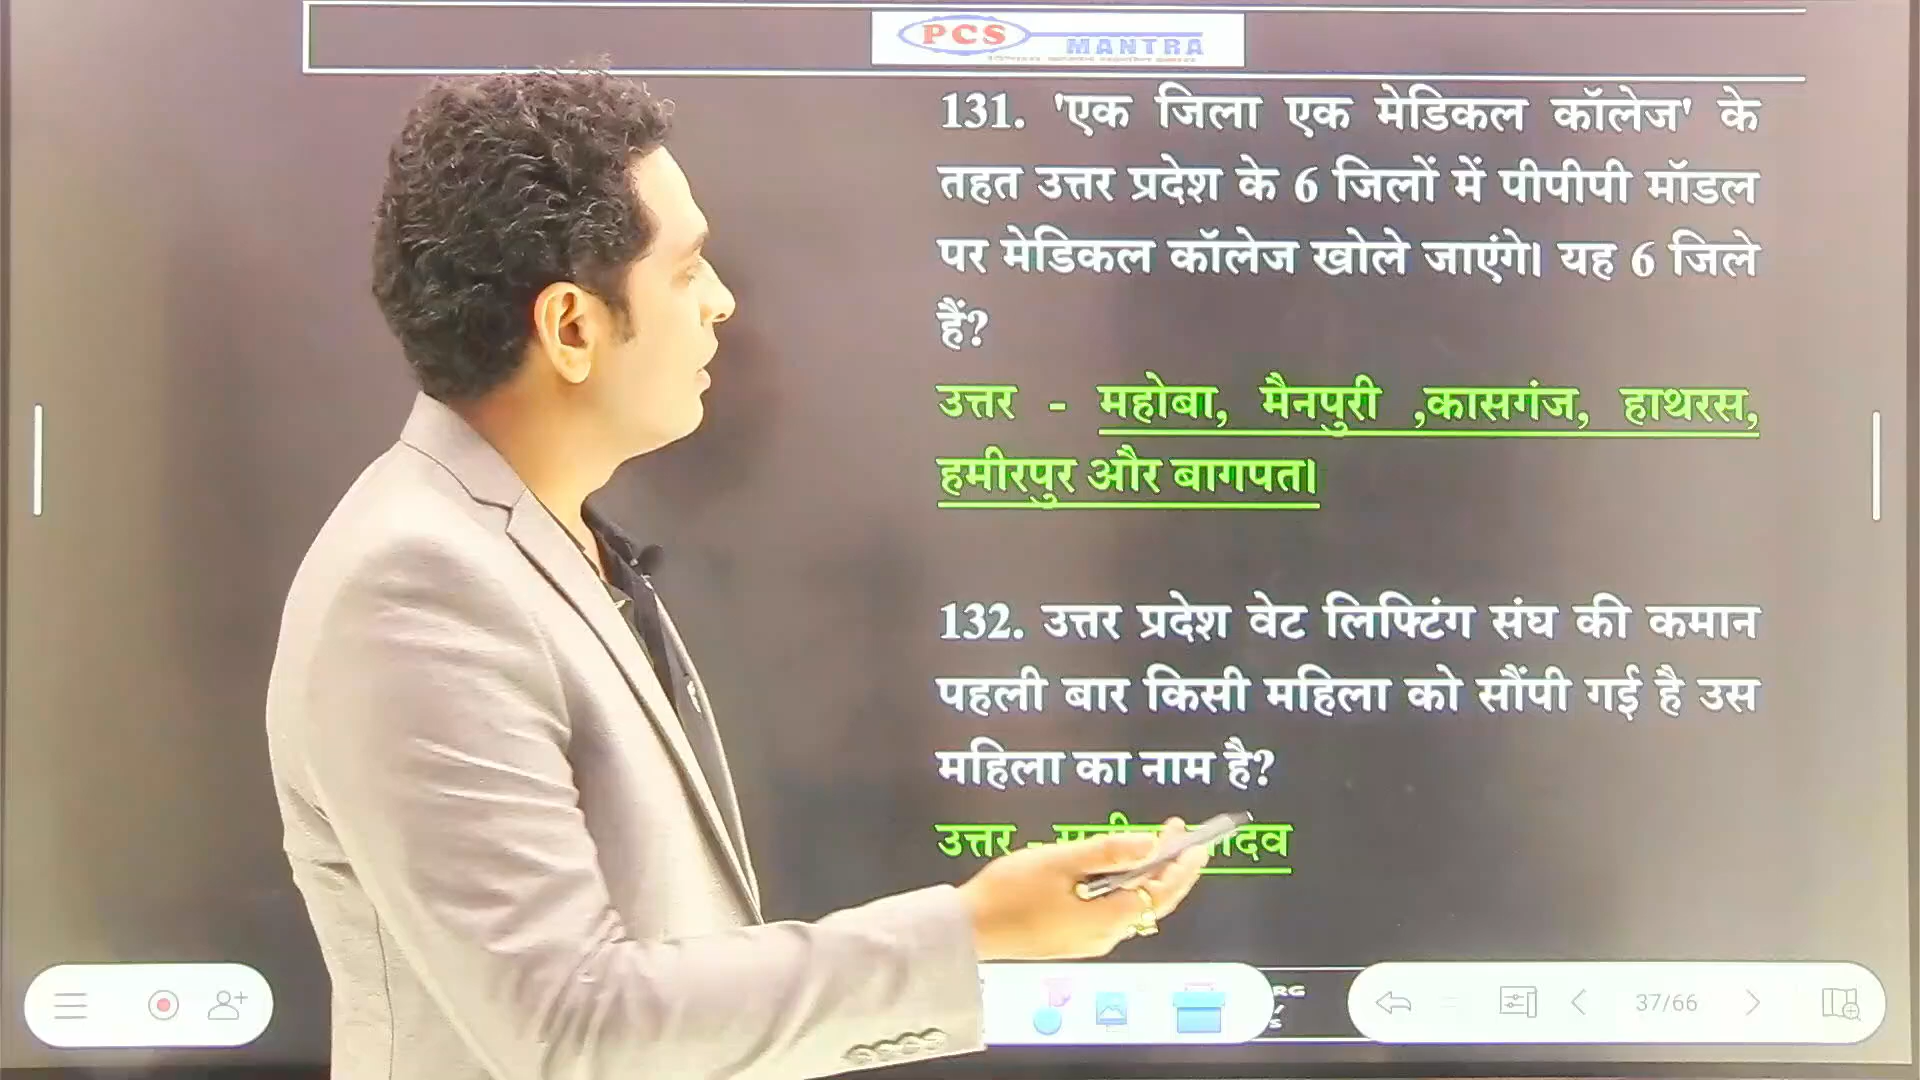 PCS
MANTRA
131. 'एक जिला एक मेडिकल कॉलेज' के
तहत उत्तर प्रदेश के 6 जिलों में पीपीपी मॉडल
पर मेडिकल कॉलेज खोले जाएंगे। यह 6 जिले
हैं?
उत्तर - महोबा, मैनपुरी ,कासगंज, हाथरस,
हमीरपुर और बागपत।
132. उत्तर प्रदेश वेट लिफ्टिंग संघ की कमान
पहली बार किसी महिला को सौंपी गई है उस
महिला का नाम है?
उत्तर -
37/66